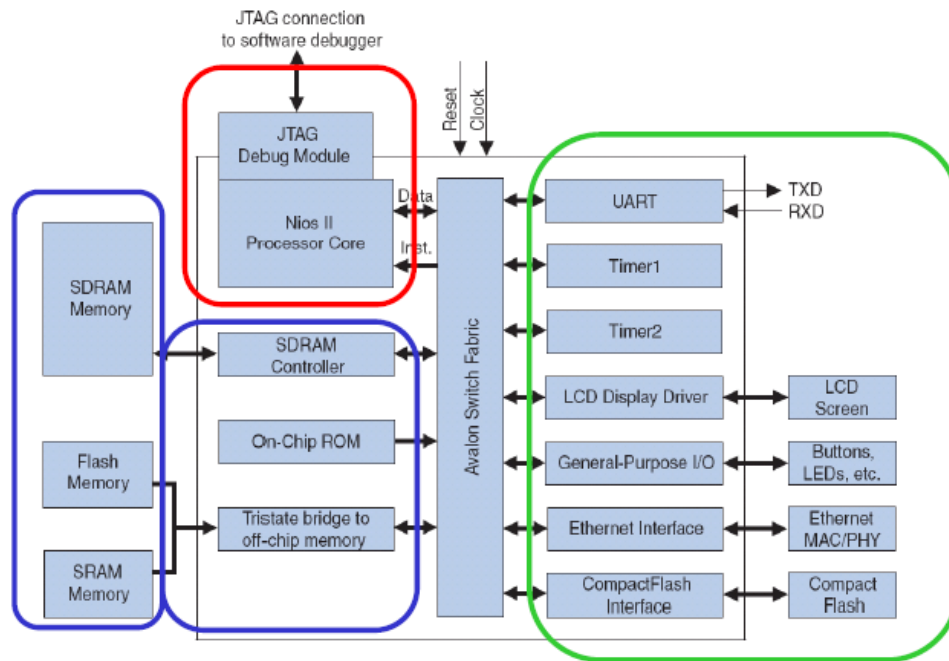 JTAG connection
to software debugger
Reset
Clock
JTAG
Debug Module
Nios II
Processor Core
Data
Inst.
SDRAM
Memory
Flash
Memory
SRAM
Memory
SDRAM
Controller
On-Chip ROM
Tristate bridge to
off-chip memory
Avalon Switch Fabric
UART
TXD
RXD
Timer1
Timer2
LCD Display Driver
LCD
Screen
General-Purpose I/O
Buttons,
LEDs, etc.
Ethernet Interface
Ethernet
MAC/PHY
CompactFlash
Interface
Compact
Flash